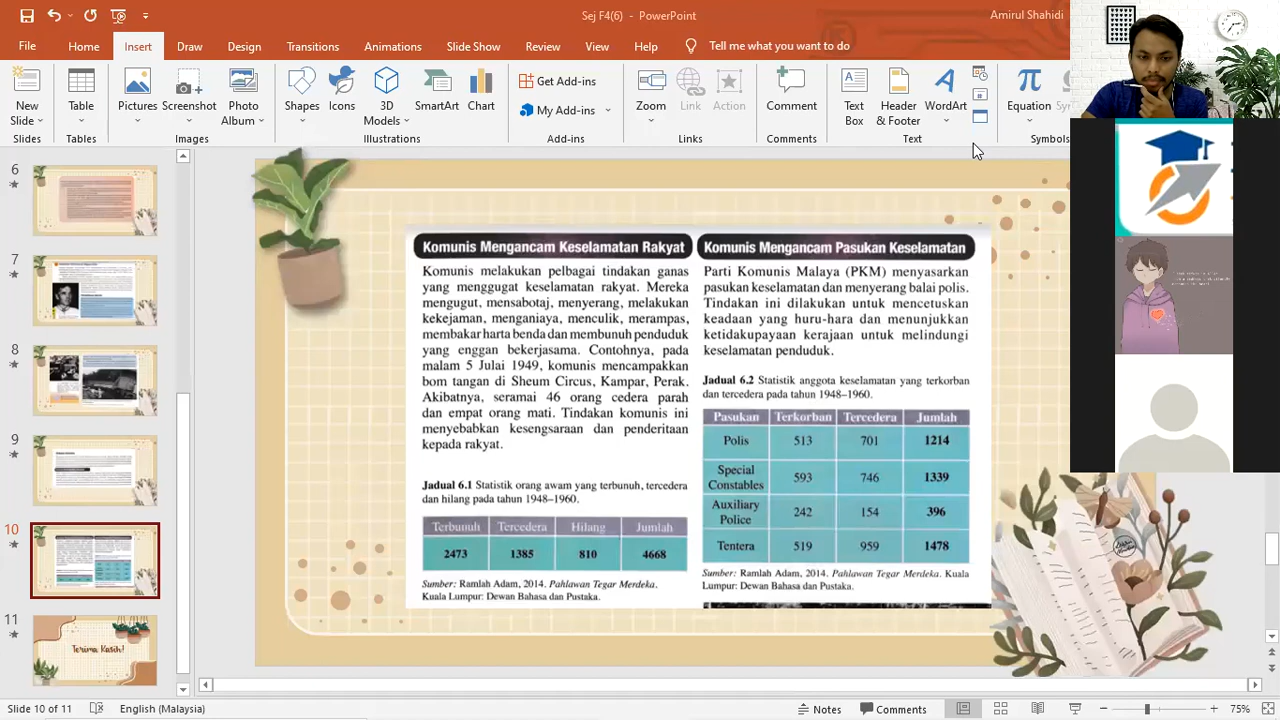 Sej F4(6) - PowerPoint
Amirul Shahidi
File Home Insert Draw Design Transitions Animations Slide Show Review View Help Tell me what you want to do
New Slide
Table
Pictures
Screenshot
Photo Album
Shapes
Icons
3D Models
SmartArt
Chart
Get Add-ins
My Add-ins
Zoom
Link
Action
Comment
Text Box
Header & Footer
WordArt
Equation
Slides Tables Images Illustrations Add-ins Links Comments Text Symbols
6
7
8
9
10
11
Terima Kasih!
Komunis Mengancam Keselamatan Rakyat
Komunis melakukan pelbagai tindakan ganas
yang menggugat keselamatan rakyat. Mereka
mengugut, mensabotaj, menyerang, melakukan
kekejaman, menganiaya, menculik, merampas,
membakar harta benda dan membunuh penduduk
yang enggan bekerjasama. Contohnya, pada
malam 5 Julai 1949, komunis mencampakkan
bom tangan di Sheum Circus, Kampar, Perak.
Akibatnya, seramai 46 orang cedera parah
dan empat orang mati. Tindakan komunis ini
menyebabkan kesengsaraan dan penderitaan
kepada rakyat.
Jadual 6.1 Statistik orang awam yang terbunuh, tercedera
dan hilang pada tahun 1948–1960.
Terbunuh Tercedera Hilang Jumlah
2473 1385 810 4668
Sumber: Ramlah Adam, 2014. Pahlawan Tegar Merdeka.
Kuala Lumpur: Dewan Bahasa dan Pustaka.
Komunis Mengancam Pasukan Keselamatan
Parti Komunis Malaya (PKM) menyasarkan
pasukan keselamatan dan menyerang balai polis.
Tindakan ini dilakukan untuk mencetuskan
keadaan yang huru-hara dan menunjukkan
ketidakupayaan kerajaan untuk melindungi
keselamatan penduduk.
Jadual 6.2 Statistik anggota keselamatan yang terkorban
dan tercedera pada tahun 1948–1960.
Pasukan Terkorban Tercedera Jumlah
Polis 513 701 1214
Special Constables 593 746 1339
Auxiliary Police 242 154 396
Tentera 519 959 1478
Sumber: Ramlah Adam, 2014. Pahlawan Tegar Merdeka. Kuala
Lumpur: Dewan Bahasa dan Pustaka.
Slide 10 of 11 English (Malaysia) Notes Comments 75%